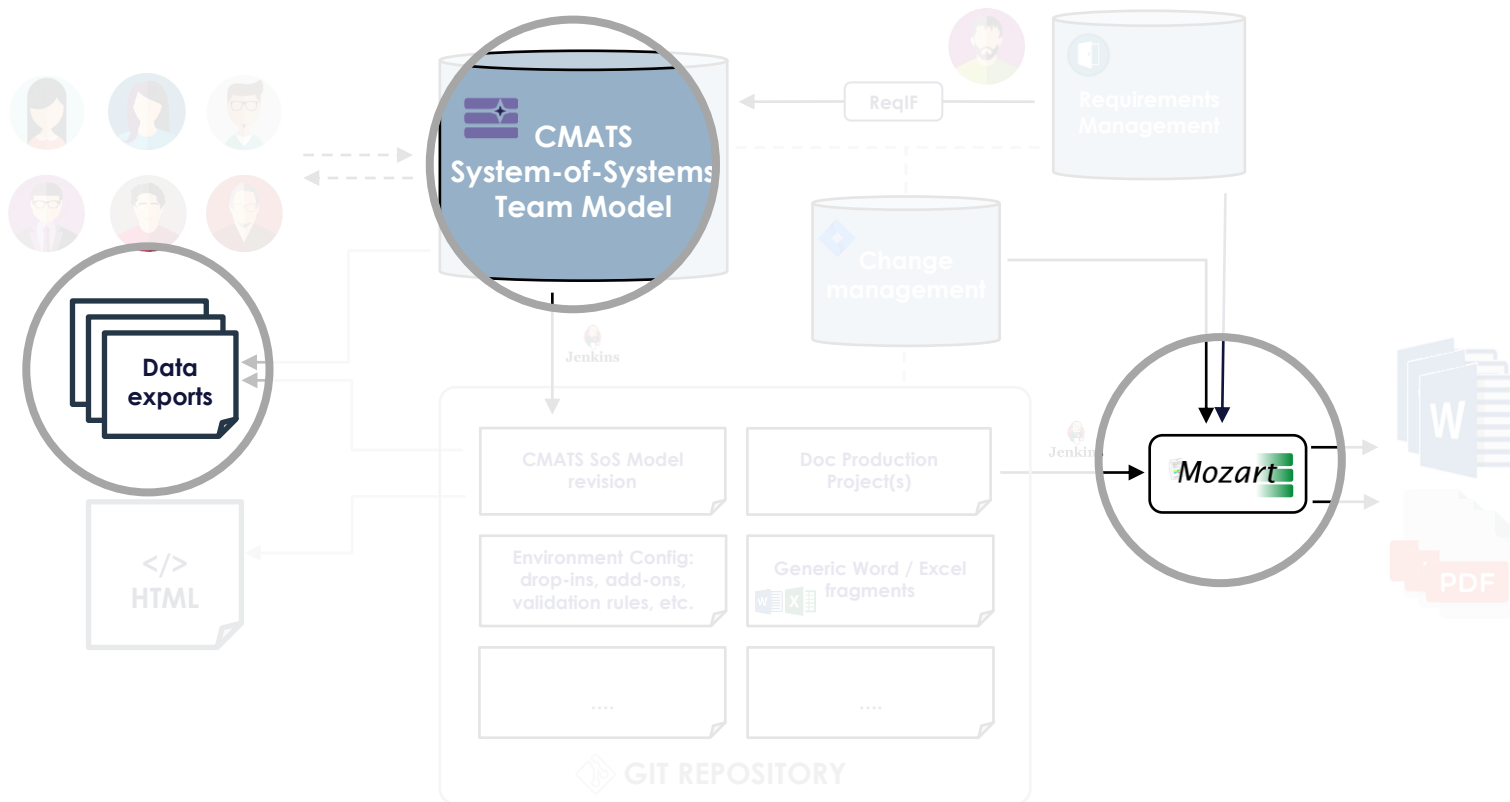 CMATS
System-of-Systems
Team Model
ReqIF
Requirements
Management
Change
management
Jenkins
Data
exports
CMATS SoS Model
revision
Doc Production
Project(s)
Jenkins
Mozart
W
</>
HTML
Environment Config:
drop-ins, add-ons,
validation rules, etc.
Generic Word / Excel
fragments
W
X
PDF
....
....
GIT REPOSITORY